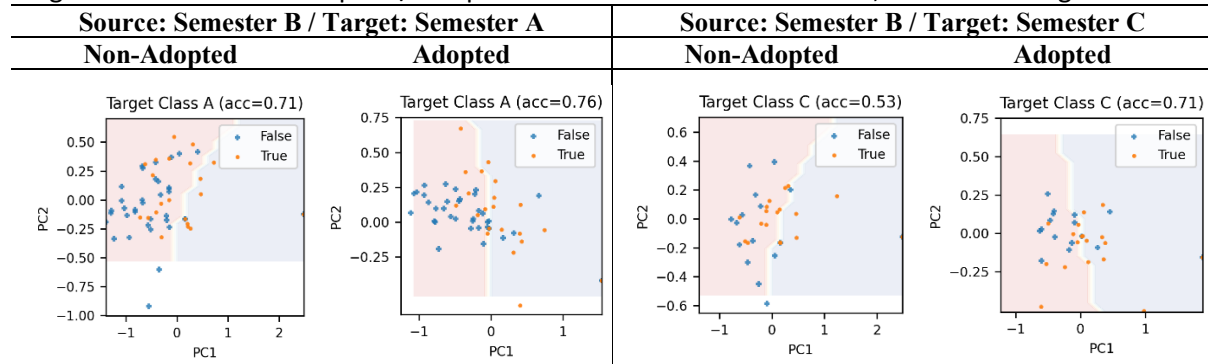 Source: Semester B / Target: Semester A
Source: Semester B / Target: Semester C
Non-Adopted
Adopted
Non-Adopted
Adopted
Target Class A (acc=0.71)
False
True
0.50
0.25
0.00
−0.25
−0.50
−0.75
−1.00
PC2
−1
0
1
2
PC1
Target Class A (acc=0.76)
False
True
0.75
0.50
0.25
0.00
−0.25
PC2
−1
0
1
PC1
Target Class C (acc=0.53)
False
True
0.6
0.4
0.2
0.0
−0.2
−0.4
−0.6
PC2
−1
0
1
2
PC1
Target Class C (acc=0.71)
False
True
0.75
0.50
0.25
0.00
−0.25
PC2
−1
0
1
PC1